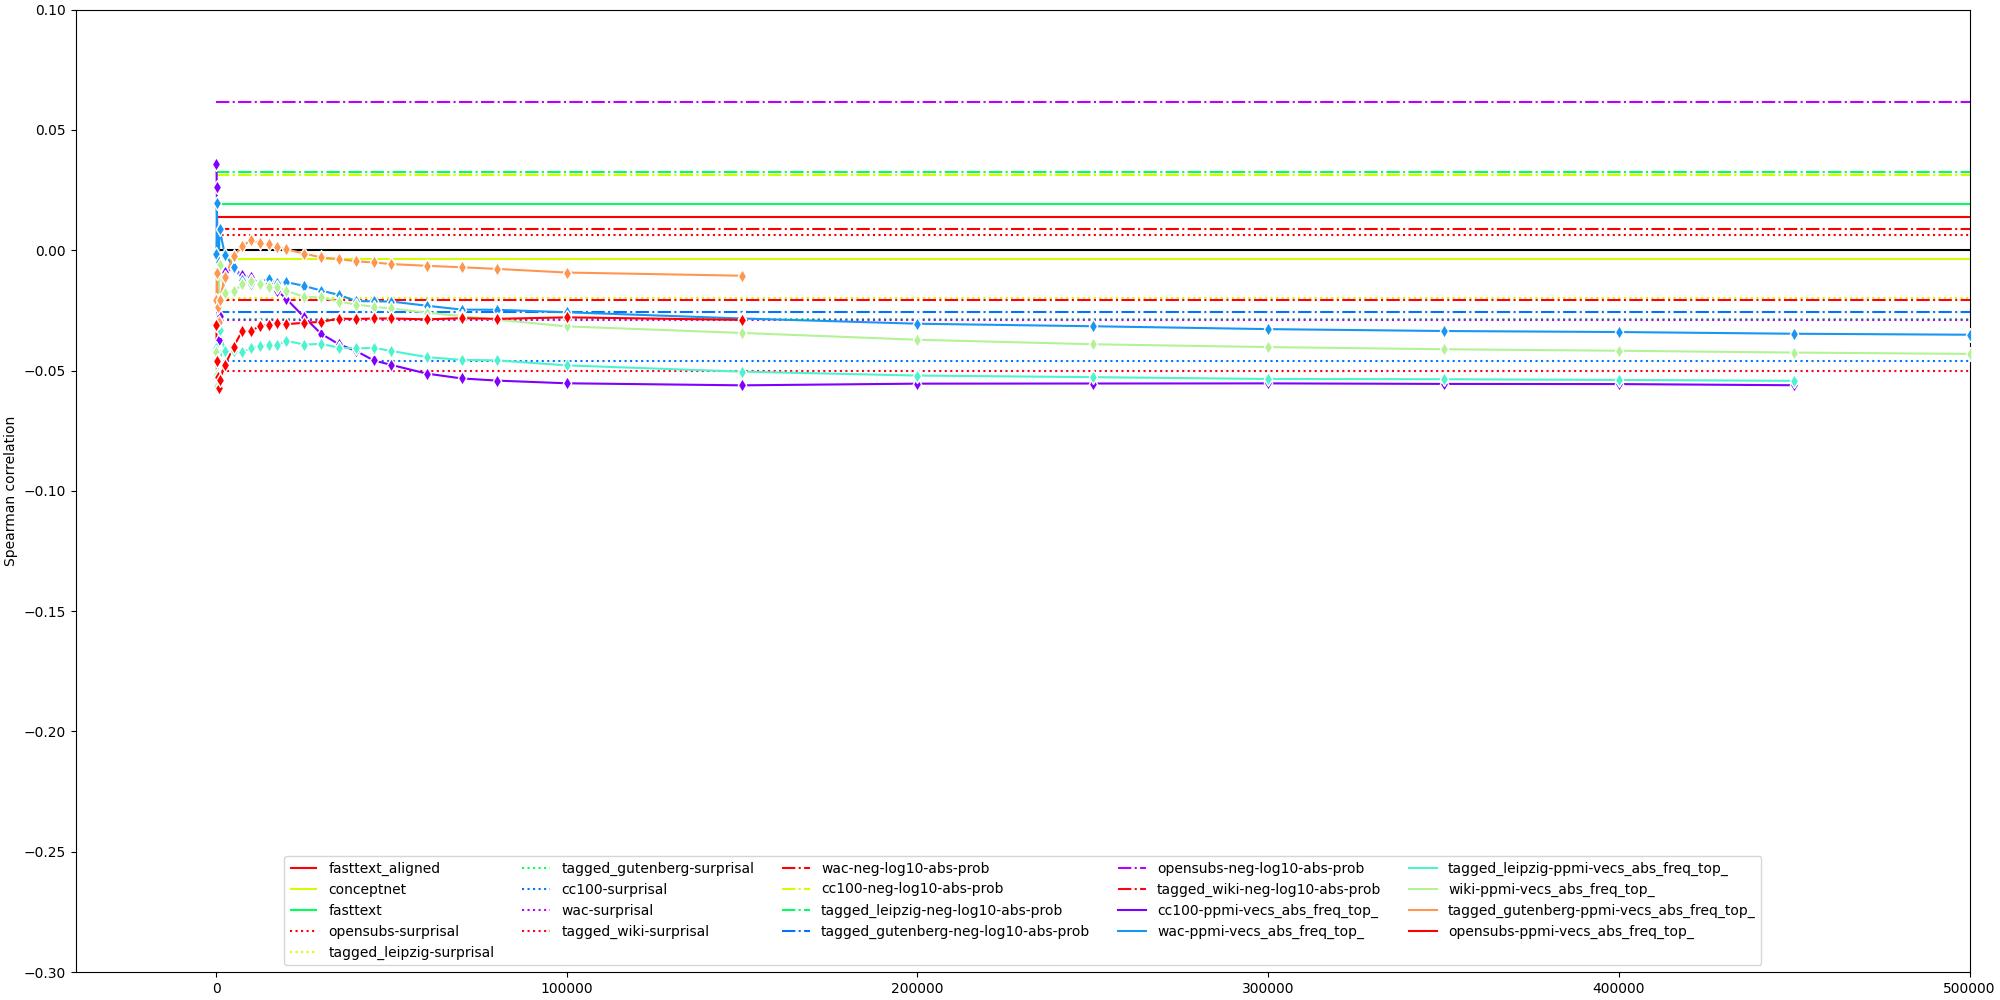 0.10
0.05
0.00
−0.05
−0.10
−0.15
−0.20
−0.25
−0.30
Spearman correlation
fasttext_aligned
conceptnet
fasttext
opensubs-surprisal
tagged_leipzig-surprisal
tagged_gutenberg-surprisal
cc100-surprisal
wac-surprisal
tagged_wiki-surprisal
wac-neg-log10-abs-prob
cc100-neg-log10-abs-prob
tagged_leipzig-neg-log10-abs-prob
tagged_gutenberg-neg-log10-abs-prob
opensubs-neg-log10-abs-prob
tagged_wiki-neg-log10-abs-prob
cc100-ppmi-vecs_abs_freq_top_
wac-ppmi-vecs_abs_freq_top_
tagged_leipzig-ppmi-vecs_abs_freq_top_
wiki-ppmi-vecs_abs_freq_top_
tagged_gutenberg-ppmi-vecs_abs_freq_top_
opensubs-ppmi-vecs_abs_freq_top_
0 100000 200000 300000 400000 500000